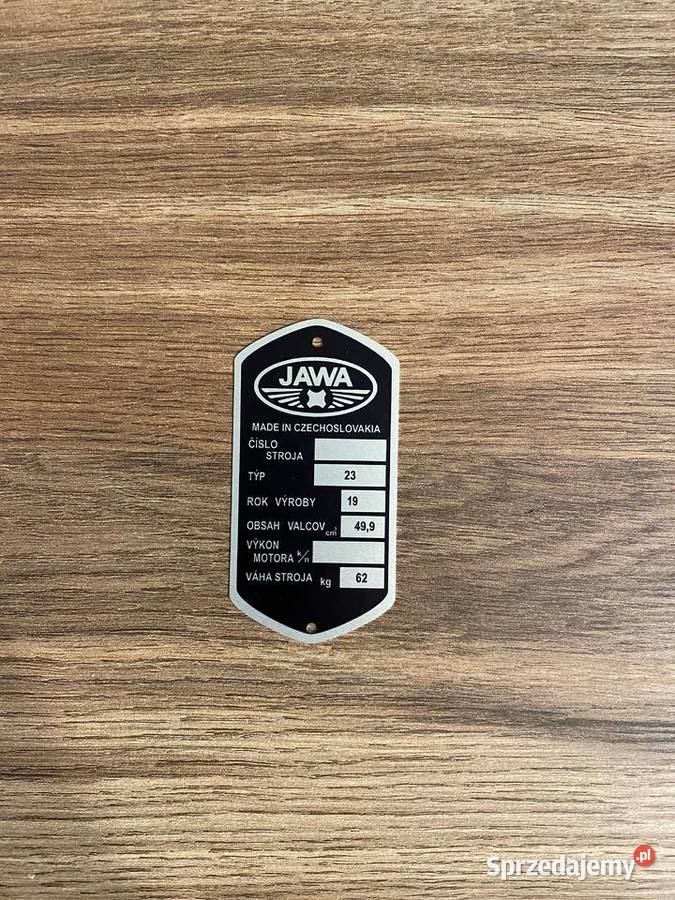 JAWA
MADE IN CZECHOSLOVAKIA
ČÍSLO
STROJA
TÝP 23
ROK VÝROBY 19
OBSAH VALCOV cm³ 49,9
VÝKON
MOTORA k/n
VÁHA STROJA kg 62
Sprzedajemy.pl